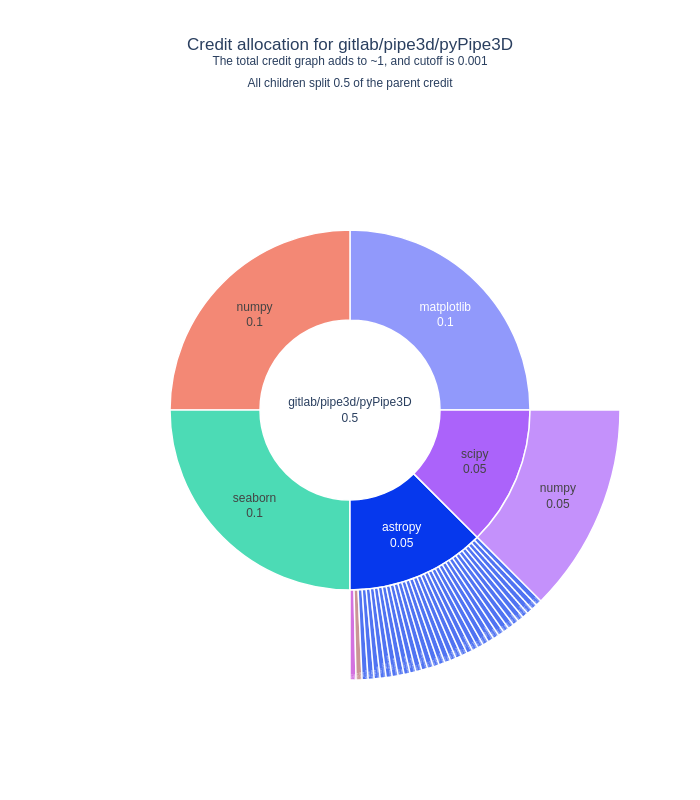 Credit allocation for gitlab/pipe3d/pyPipe3D
The total credit graph adds to ~1, and cutoff is 0.001
All children split 0.5 of the parent credit
numpy
0.1
matplotlib
0.1
gitlab/pipe3d/pyPipe3D
0.5
scipy
0.05
numpy
0.05
seaborn
0.1
astropy
0.05